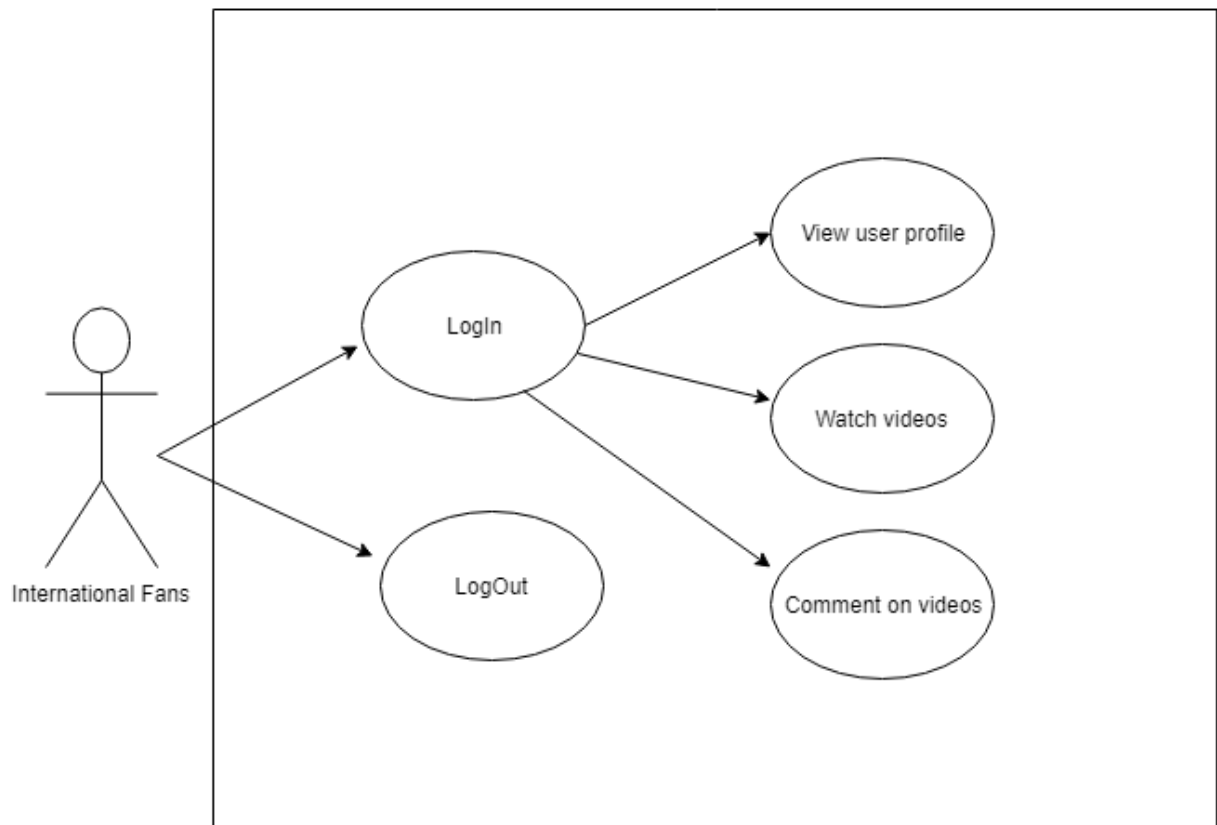 View user profile
LogIn
Watch videos
LogOut
International Fans
Comment on videos